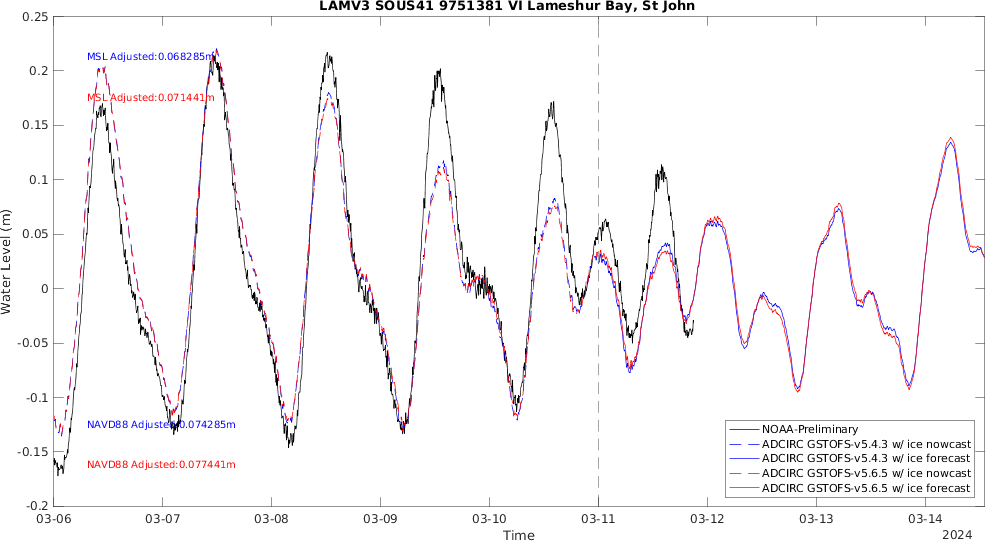 LAMV3 SOUS41 9751381 VI Lameshur Bay, St John
0.25
0.2
0.15
0.1
0.05
0
-0.05
-0.1
-0.15
-0.2
Water Level (m)
MSL Adjusted:0.068285m
MSL Adjusted:0.071441m
NAVD88 Adjusted:0.074285m
NAVD88 Adjusted:0.077441m
NOAA-Preliminary
ADCIRC GSTOFS-v5.4.3 w/ ice nowcast
ADCIRC GSTOFS-v5.4.3 w/ ice forecast
ADCIRC GSTOFS-v5.6.5 w/ ice nowcast
ADCIRC GSTOFS-v5.6.5 w/ ice forecast
03-06 03-07 03-08 03-09 03-10 03-11 03-12 03-13 03-14
Time
2024